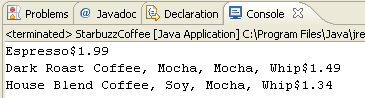 Problems @ Javadoc Declaration Console
<terminated> StarbuzzCoffee [Java Application] C:\Program Files\Java\jre
Espresso$1.99
Dark Roast Coffee, Mocha, Mocha, Whip$1.49
House Blend Coffee, Soy, Mocha, Whip$1.34